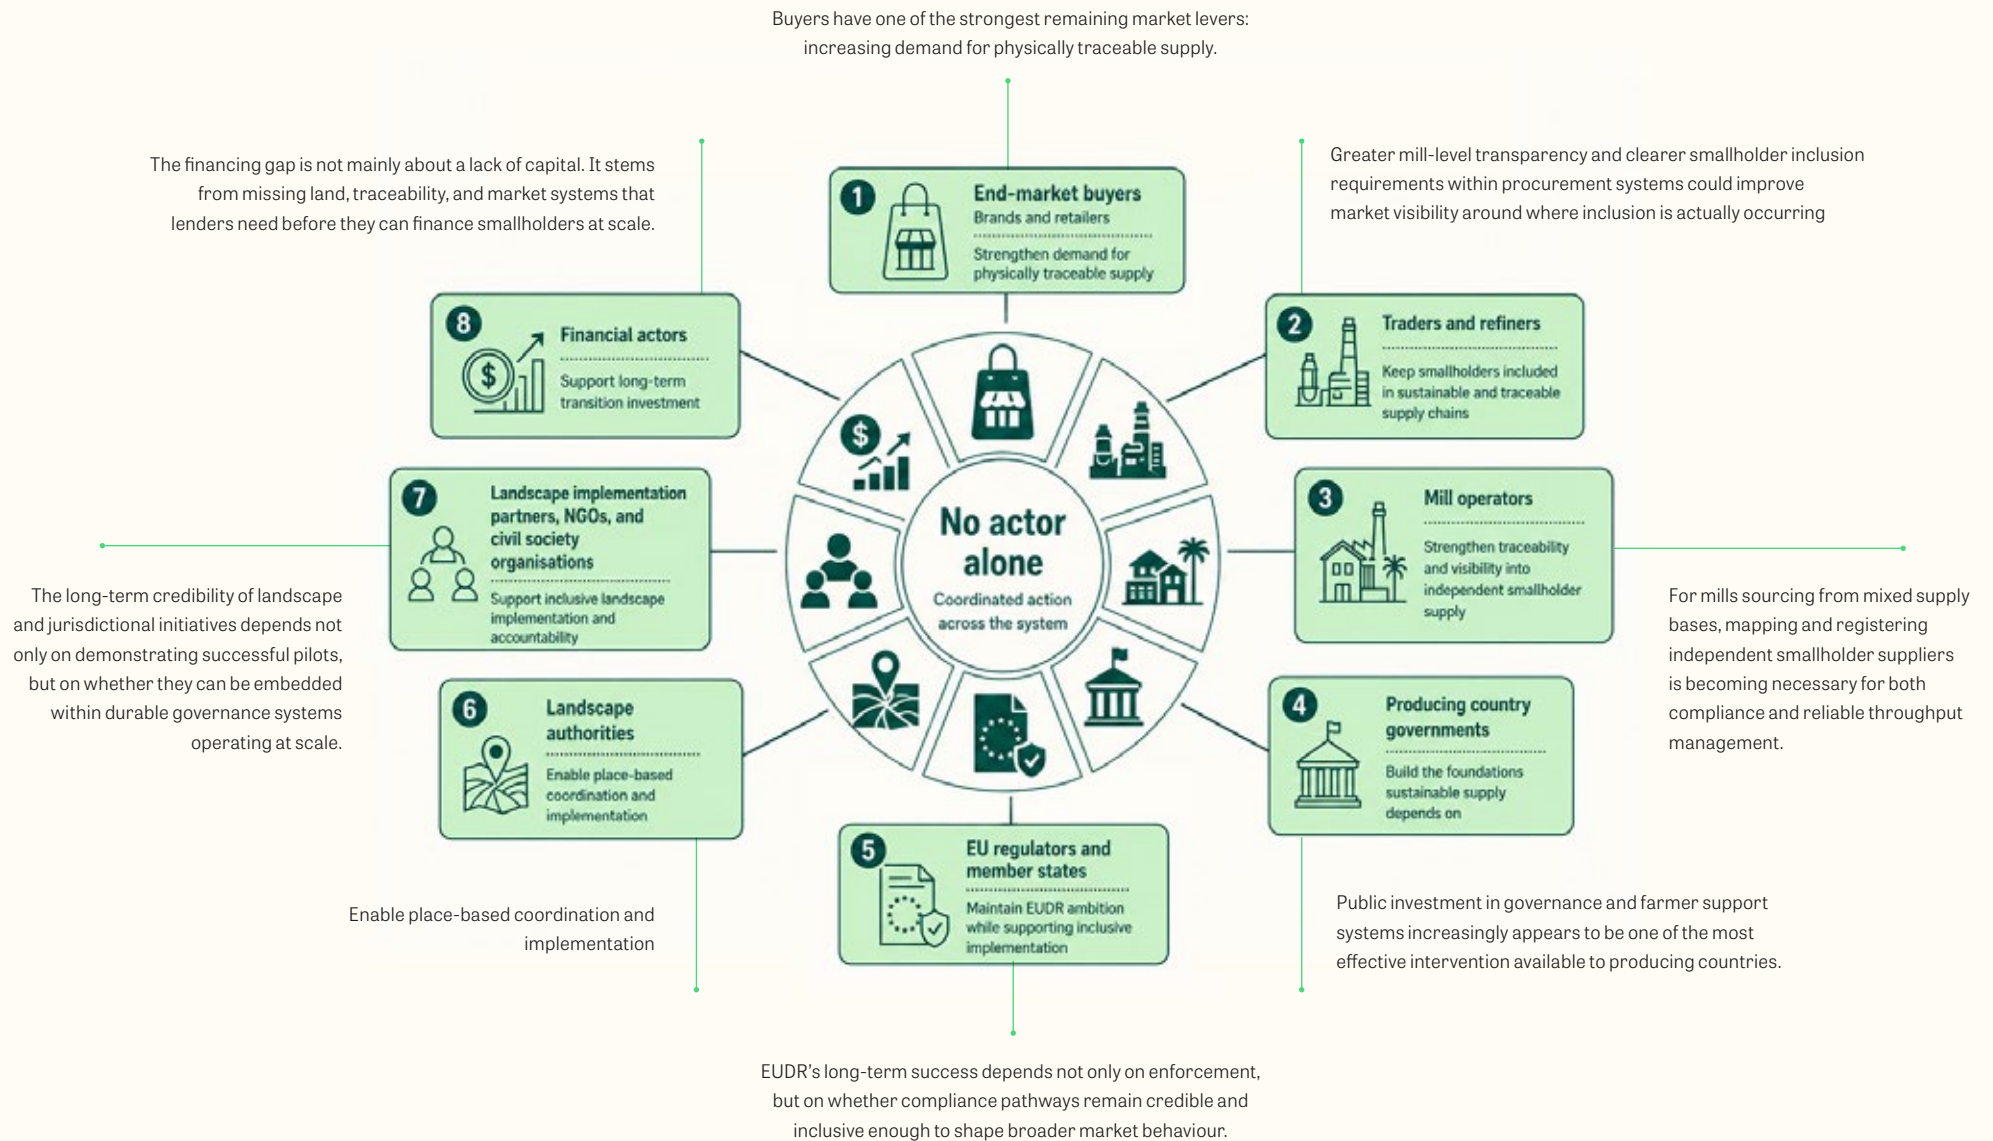 Buyers have one of the strongest remaining market levers:
increasing demand for physically traceable supply.
The financing gap is not mainly about a lack of capital. It stems
from missing land, traceability, and market systems that
lenders need before they can finance smallholders at scale.
Greater mill-level transparency and clearer smallholder inclusion
requirements within procurement systems could improve
market visibility around where inclusion is actually occurring
1
End-market buyers
Brands and retailers
Strengthen demand for
physically traceable supply
8
Financial actors
Support long-term
transition investment
2
Traders and refiners
Keep smallholders included
in sustainable and traceable
supply chains
$
$
7
Landscape implementation
partners, NGOs, and
civil society
organisations
Support inclusive landscape
implementation and
accountability
No actor
alone
Coordinated action
across the system
3
Mill operators
Strengthen traceability
and visibility into
independent smallholder
supply
The long-term credibility of landscape
and jurisdictional initiatives depends not
only on demonstrating successful pilots,
but on whether they can be embedded
within durable governance systems
operating at scale.
For mills sourcing from mixed supply
bases, mapping and registering
independent smallholder suppliers
is becoming necessary for both
compliance and reliable throughput
management.
6
Landscape
authorities
Enable place-based
coordination and
implementation
4
Producing country
governments
Build the foundations
sustainable supply
depends on
5
EU regulators and
member states
Maintain EUDR ambition
while supporting inclusive
implementation
Enable place-based coordination and
implementation
Public investment in governance and farmer support
systems increasingly appears to be one of the most
effective intervention available to producing countries.
EUDR’s long-term success depends not only on enforcement,
but on whether compliance pathways remain credible and
inclusive enough to shape broader market behaviour.